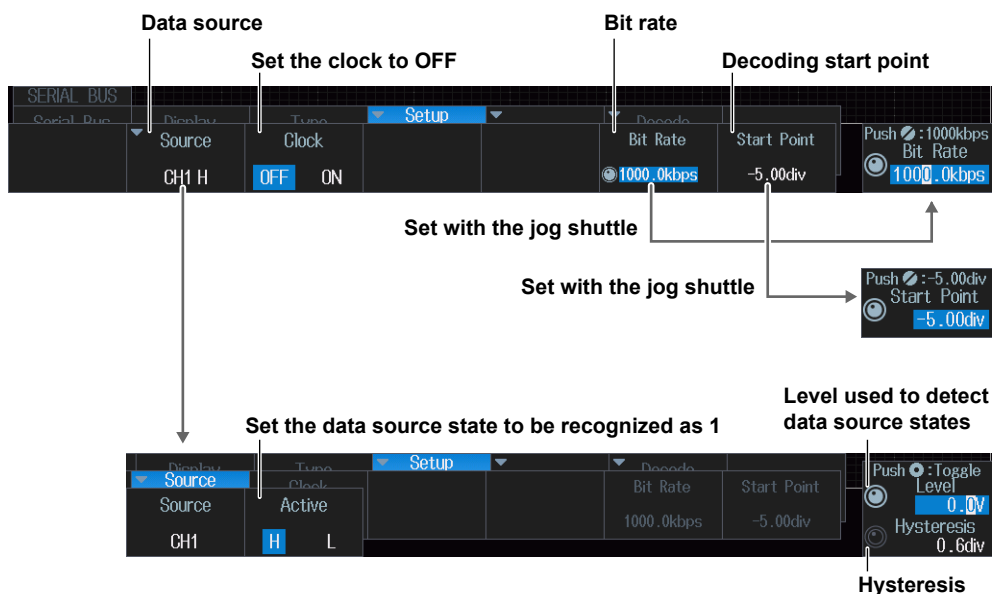 Data source
Bit rate
Set the clock to OFF
Decoding start point
SERIAL BUS
Serial Bus Display Type Setup Decode
Source Clock Bit Rate Start Point
CH1 H OFF ON 1000.0kbps -5.00div
Push :1000kbps
Bit Rate
1000.0kbps
Set with the jog shuttle
Set with the jog shuttle
Push :-5.00div
Start Point
-5.00div
Level used to detect
data source states
Set the data source state to be recognized as 1
Display Type Setup Decode
Source Clock
Source Active Bit Rate Start Point
CH1 H L 1000.0kbps -5.00div
Push :Toggle
Level
0.0V
Hysteresis
0.6div
Hysteresis